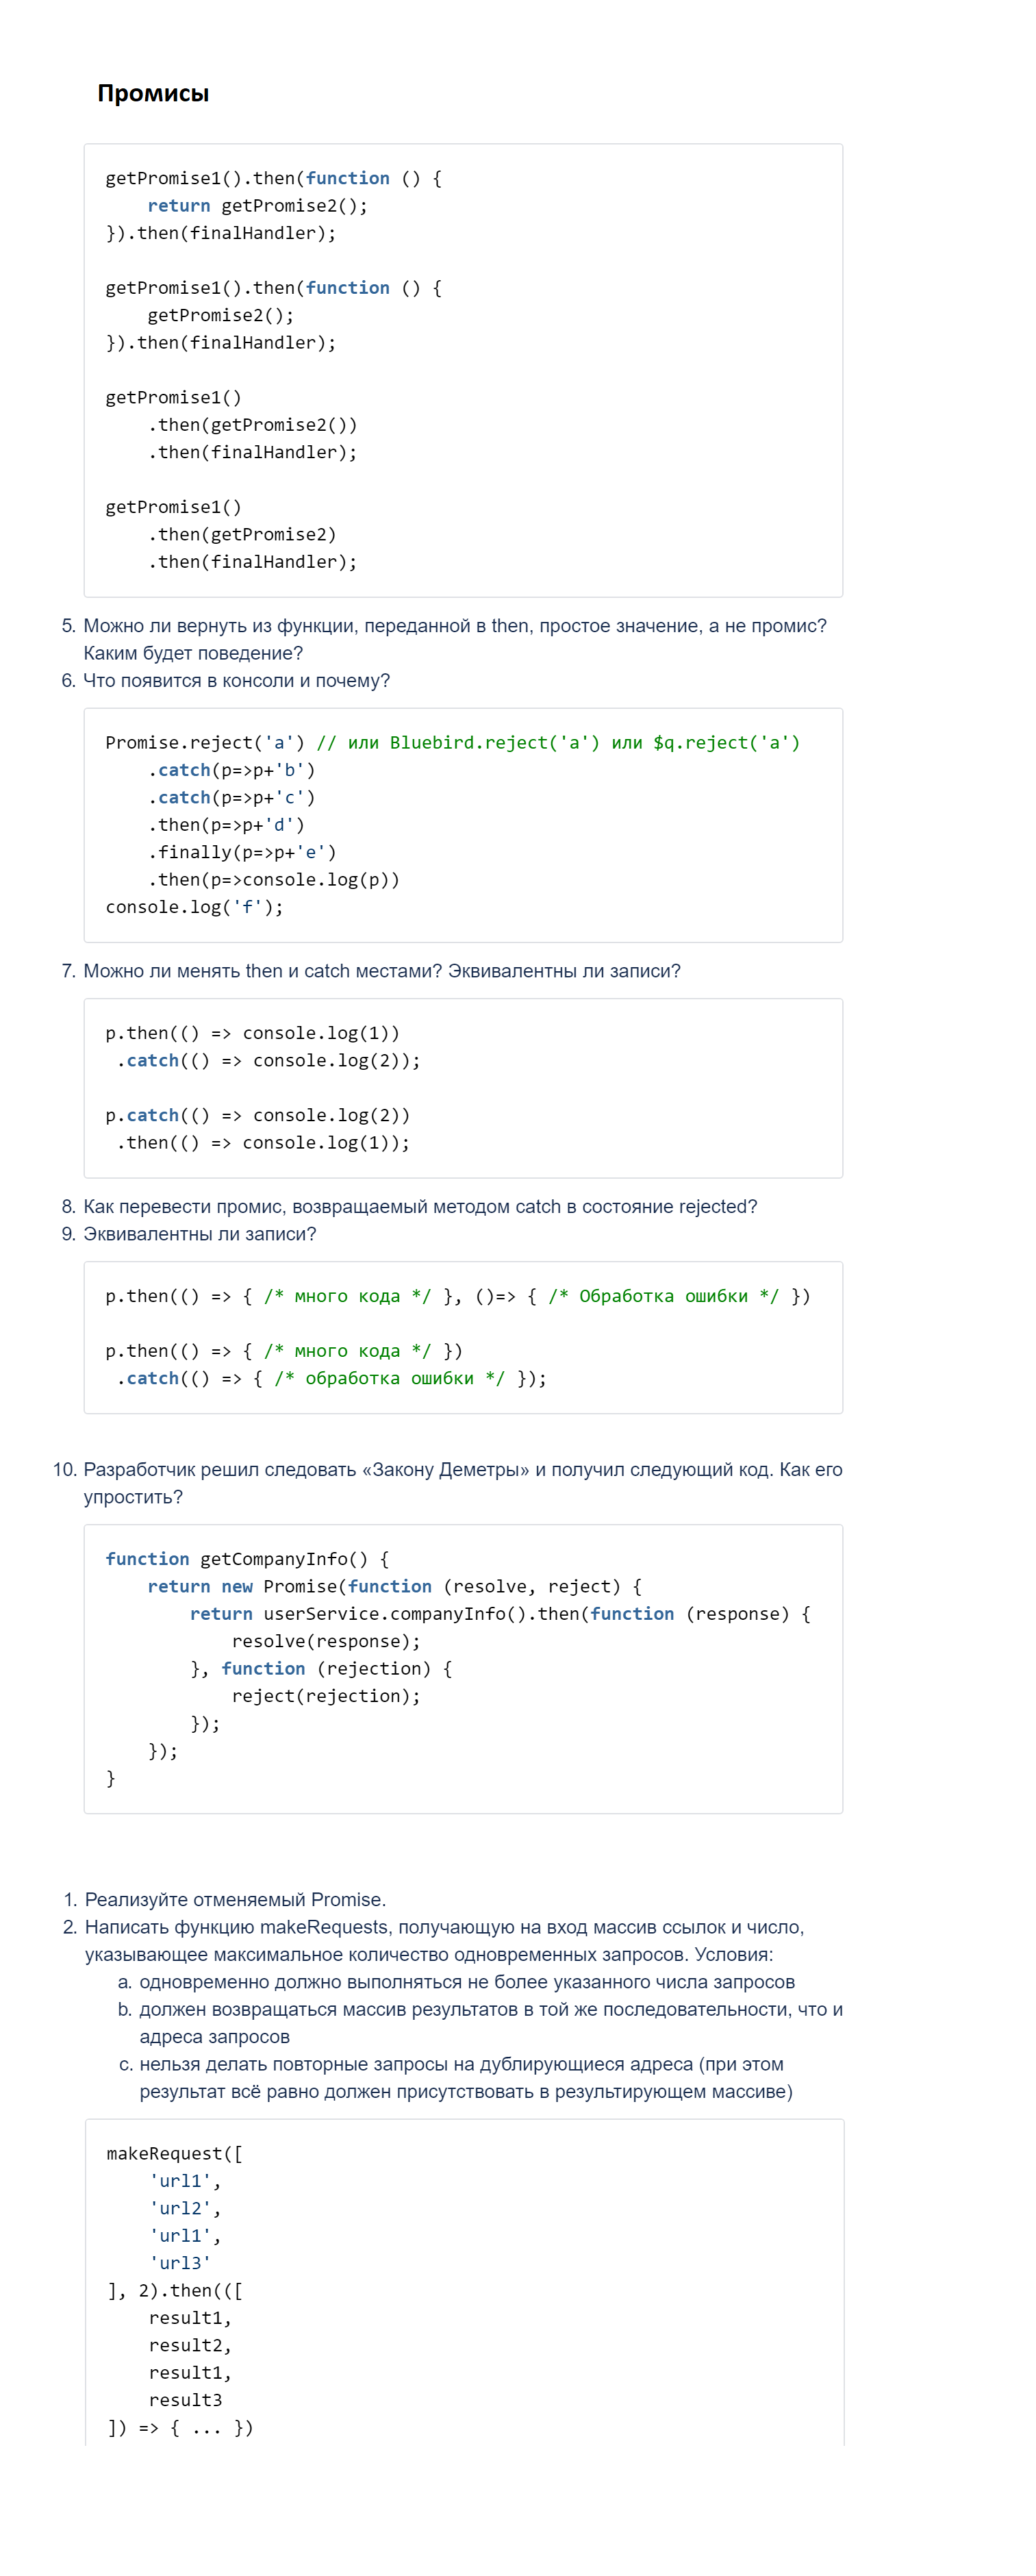 Промисы
getPromise1().then(function () {
    return getPromise2();
}).then(finalHandler);
getPromise1().then(function () {
    getPromise2();
}).then(finalHandler);
getPromise1()
    .then(getPromise2())
    .then(finalHandler);
getPromise1()
    .then(getPromise2)
    .then(finalHandler);
5. Можно ли вернуть из функции, переданной в then, простое значение, а не промис?
Каким будет поведение?
6. Что появится в консоли и почему?
Promise.reject('a') // или Bluebird.reject('a') или $q.reject('a')
    .catch(p=>p+'b')
    .catch(p=>p+'c')
    .then(p=>p+'d')
    .finally(p=>p+'e')
    .then(p=>console.log(p))
console.log('f');
7. Можно ли менять then и catch местами? Эквивалентны ли записи?
p.then(() => console.log(1))
 .catch(() => console.log(2));
p.catch(() => console.log(2))
 .then(() => console.log(1));
8. Как перевести промис, возвращаемый методом catch в состояние rejected?
9. Эквивалентны ли записи?
p.then(() => { /* много кода */ }, ()=> { /* Обработка ошибки */ })
p.then(() => { /* много кода */ })
 .catch(() => { /* обработка ошибки */ });
10. Разработчик решил следовать «Закону Деметры» и получил следующий код. Как его
упростить?
function getCompanyInfo() {
    return new Promise(function (resolve, reject) {
        return userService.companyInfo().then(function (response) {
            resolve(response);
        }, function (rejection) {
            reject(rejection);
        });
    });
}
1. Реализуйте отменяемый Promise.
2. Написать функцию makeRequests, получающую на вход массив ссылок и число,
указывающее максимальное количество одновременных запросов. Условия:
a. одновременно должно выполняться не более указанного числа запросов
b. должен возвращаться массив результатов в той же последовательности, что и
адреса запросов
c. нельзя делать повторные запросы на дублирующиеся адреса (при этом
результат всё равно должен присутствовать в результирующем массиве)
makeRequest([
    'url1',
    'url2',
    'url1',
    'url3'
], 2).then(([
    result1,
    result2,
    result1,
    result3
]) => { ... })